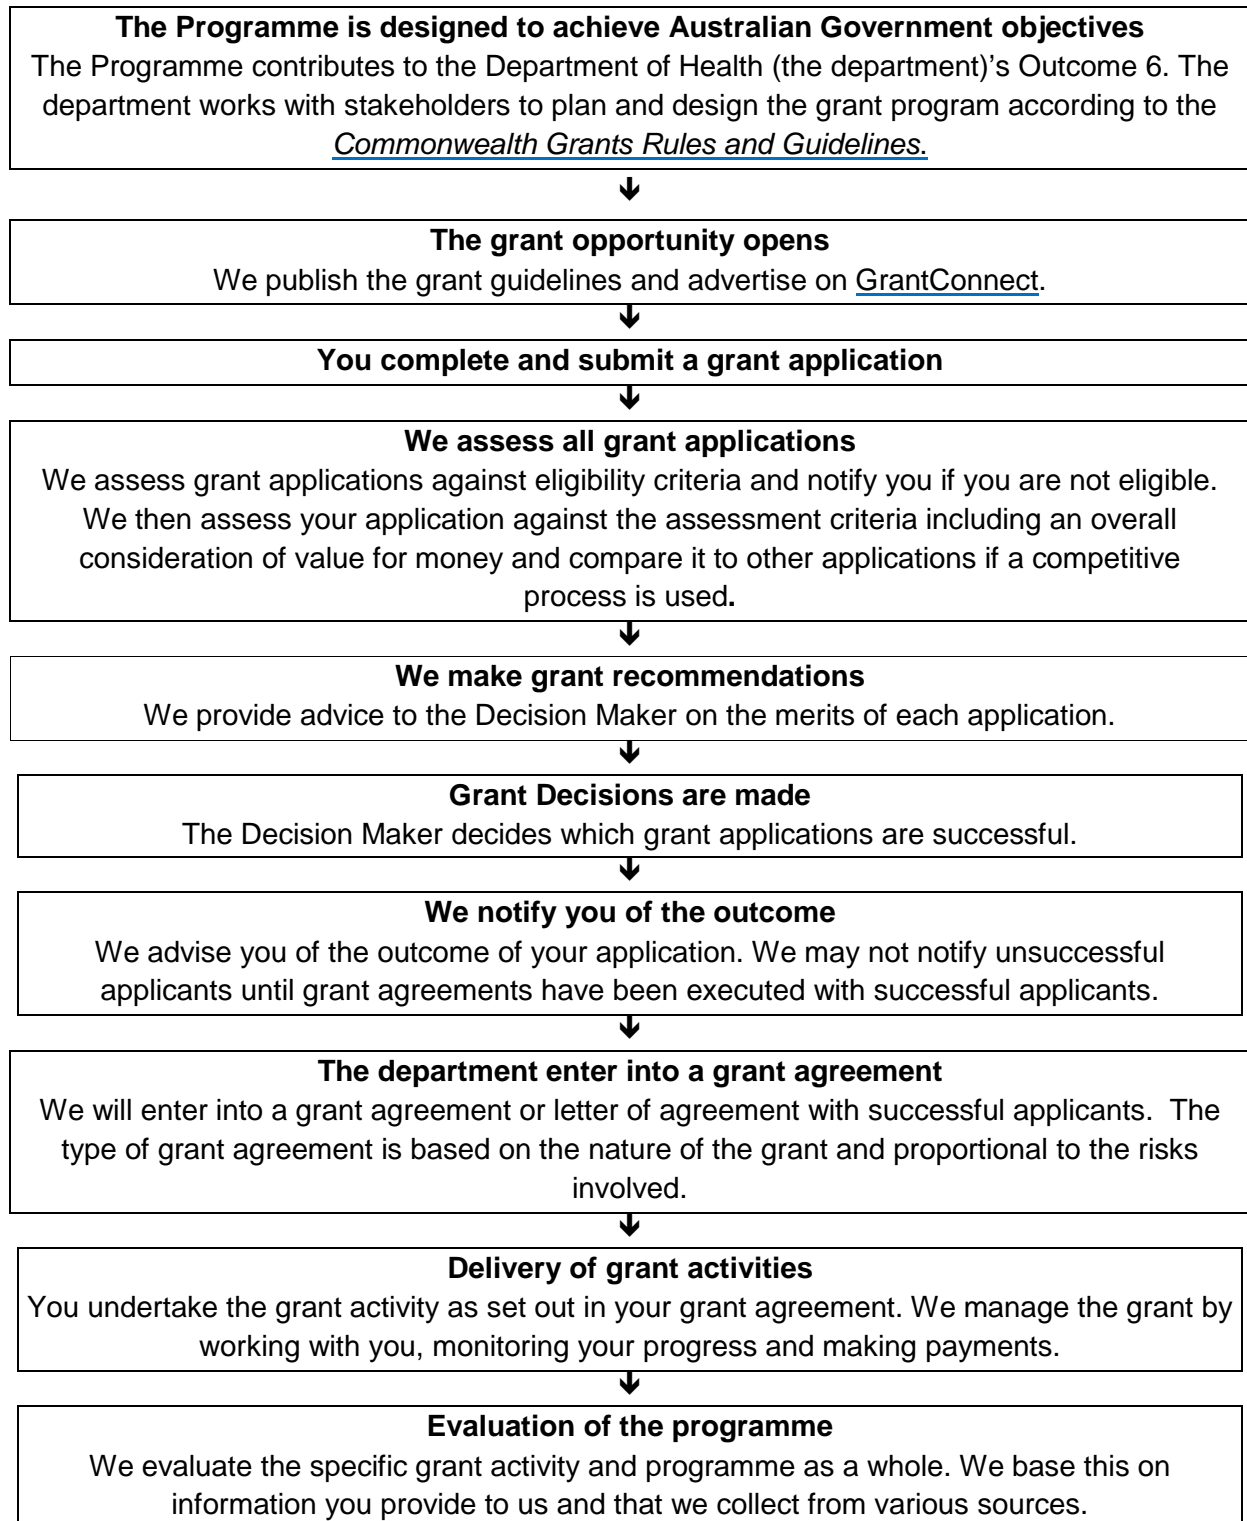 The Programme is designed to achieve Australian Government objectives
The Programme contributes to the Department of Health (the department)’s Outcome 6. The
department works with stakeholders to plan and design the grant program according to the
Commonwealth Grants Rules and Guidelines.
🡻
The grant opportunity opens
We publish the grant guidelines and advertise on GrantConnect.
🡻
You complete and submit a grant application
🡻
We assess all grant applications
We assess grant applications against eligibility criteria and notify you if you are not eligible.
We then assess your application against the assessment criteria including an overall
consideration of value for money and compare it to other applications if a competitive
process is used.
🡻
We make grant recommendations
We provide advice to the Decision Maker on the merits of each application.
🡻
Grant Decisions are made
The Decision Maker decides which grant applications are successful.
🡻
We notify you of the outcome
We advise you of the outcome of your application. We may not notify unsuccessful
applicants until grant agreements have been executed with successful applicants.
🡻
The department enter into a grant agreement
We will enter into a grant agreement or letter of agreement with successful applicants.  The
type of grant agreement is based on the nature of the grant and proportional to the risks
involved.
🡻
Delivery of grant activities
You undertake the grant activity as set out in your grant agreement. We manage the grant by
working with you, monitoring your progress and making payments.
🡻
Evaluation of the programme
We evaluate the specific grant activity and programme as a whole. We base this on
information you provide to us and that we collect from various sources.